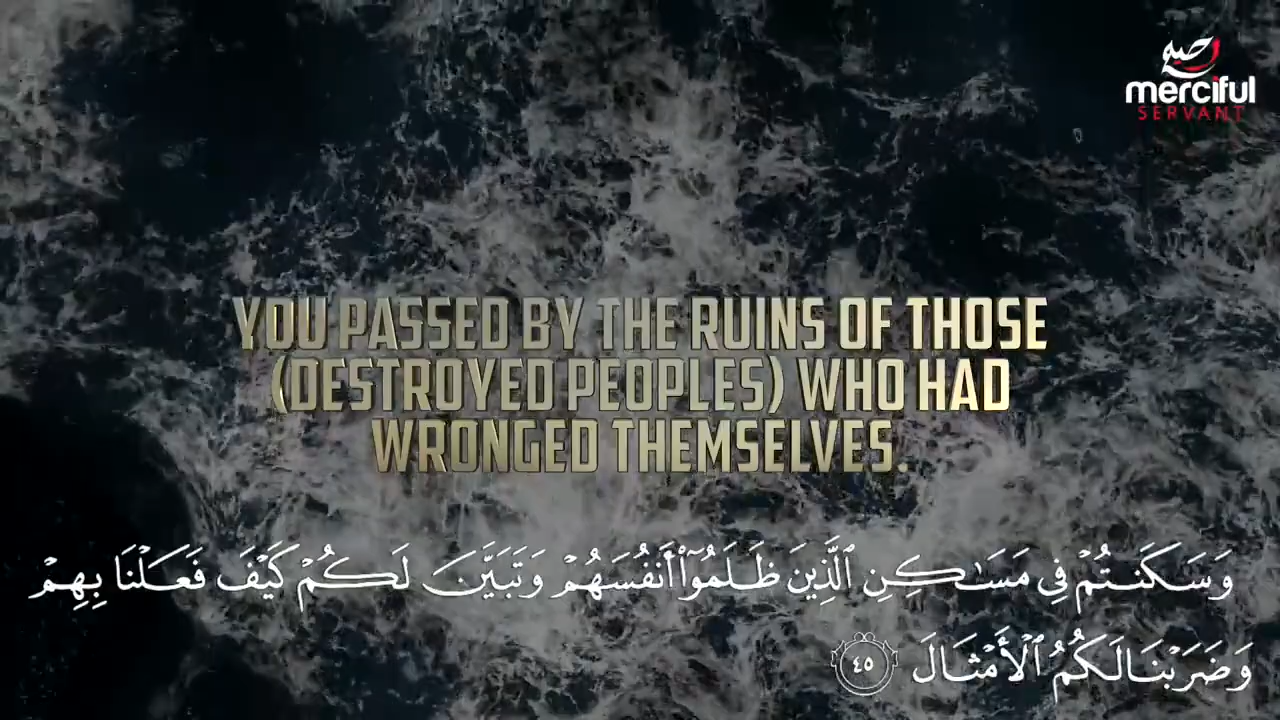 رحيم
merciful
SERVANT
YOU PASSED BY THE RUINS OF THOSE
(DESTROYED PEOPLES) WHO HAD
WRONGED THEMSELVES.
وَسَكَنتُمْ فِي مَسَٰكِنِ ٱلَّذِينَ ظَلَمُوٓا۟ أَنفُسَهُمْ وَتَبَيَّنَ لَكُمْ كَيْفَ فَعَلْنَا بِهِمْ
وَضَرَبْنَا لَكُمُ ٱلْأَمْثَالَ ٤٥